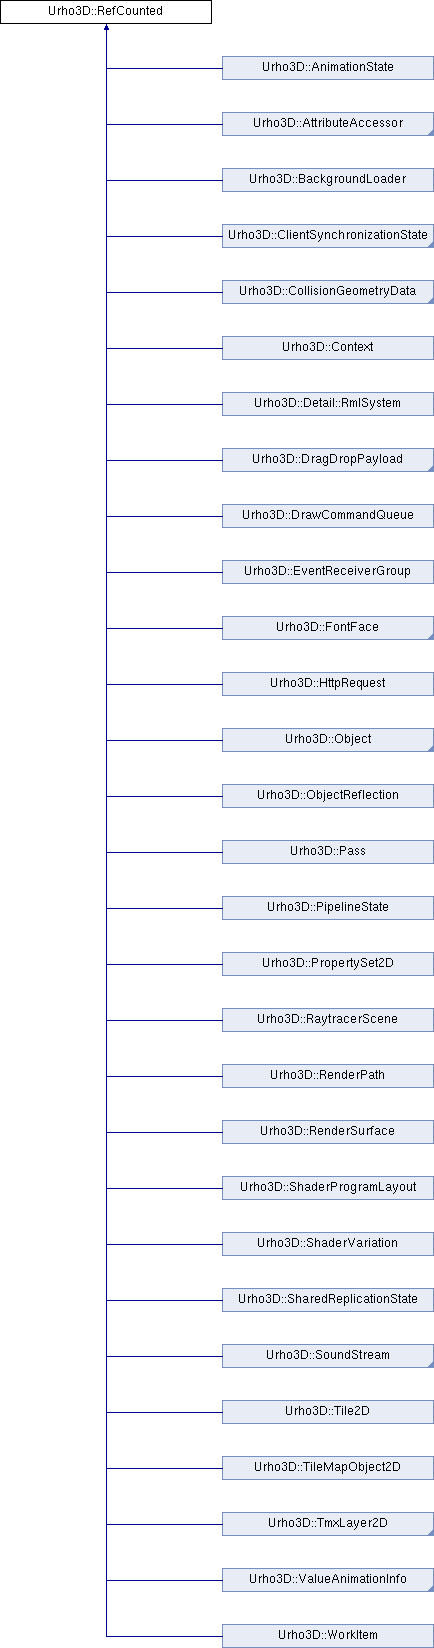 Urho3D::RefCounted
Urho3D::AnimationState
Urho3D::AttributeAccessor
Urho3D::BackgroundLoader
Urho3D::ClientSynchronizationState
Urho3D::CollisionGeometryData
Urho3D::Context
Urho3D::Detail::RmlSystem
Urho3D::DragDropPayload
Urho3D::DrawCommandQueue
Urho3D::EventReceiverGroup
Urho3D::FontFace
Urho3D::HttpRequest
Urho3D::Object
Urho3D::ObjectReflection
Urho3D::Pass
Urho3D::PipelineState
Urho3D::PropertySet2D
Urho3D::RaytracerScene
Urho3D::RenderPath
Urho3D::RenderSurface
Urho3D::ShaderProgramLayout
Urho3D::ShaderVariation
Urho3D::SharedReplicationState
Urho3D::SoundStream
Urho3D::Tile2D
Urho3D::TileMapObject2D
Urho3D::TmxLayer2D
Urho3D::ValueAnimationInfo
Urho3D::WorkItem